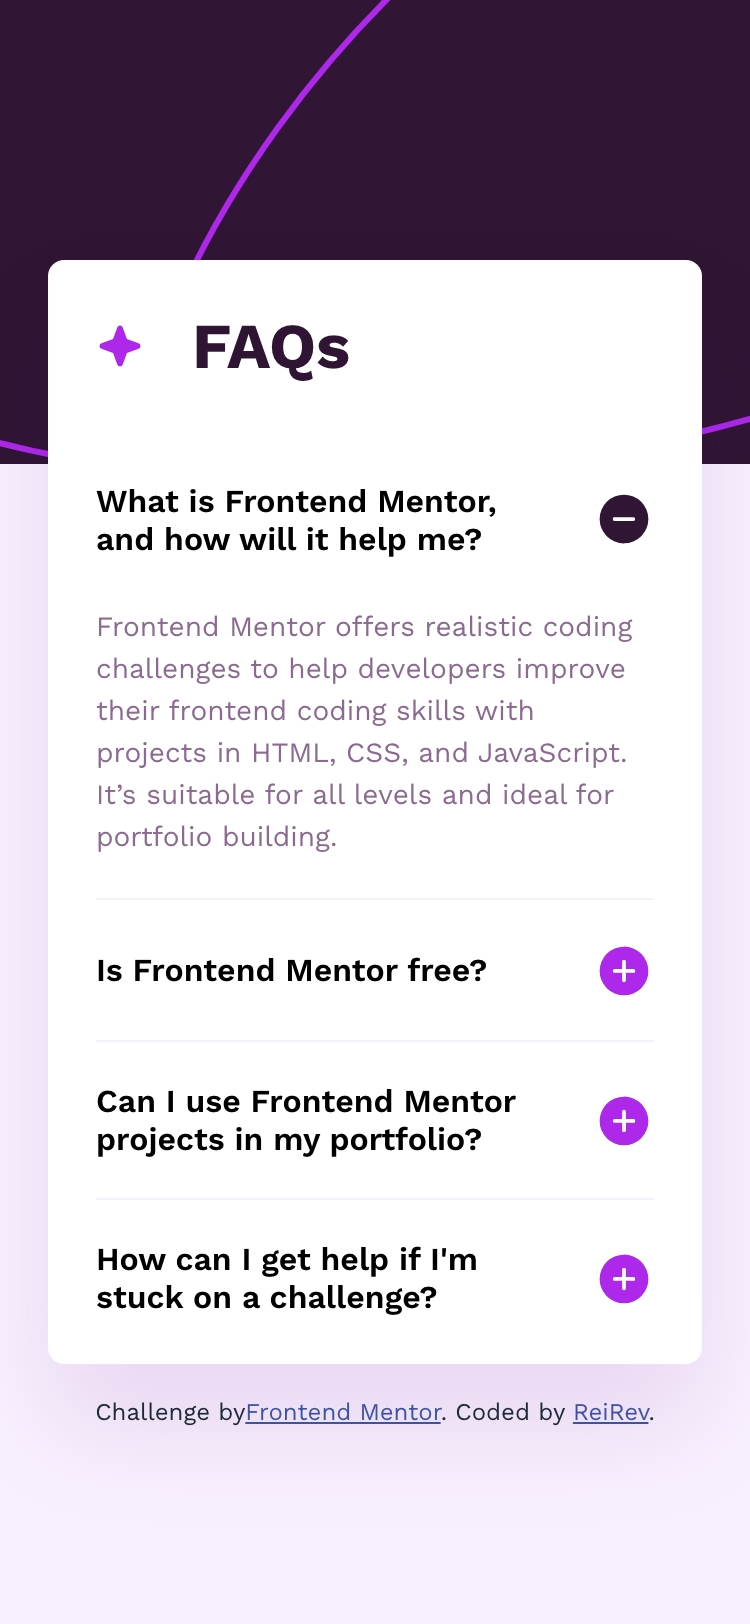 FAQs
What is Frontend Mentor,
and how will it help me?
Frontend Mentor offers realistic coding
challenges to help developers improve
their frontend coding skills with
projects in HTML, CSS, and JavaScript.
It’s suitable for all levels and ideal for
portfolio building.
Is Frontend Mentor free?
Can I use Frontend Mentor
projects in my portfolio?
How can I get help if I'm
stuck on a challenge?
Challenge byFrontend Mentor. Coded by ReiRev.